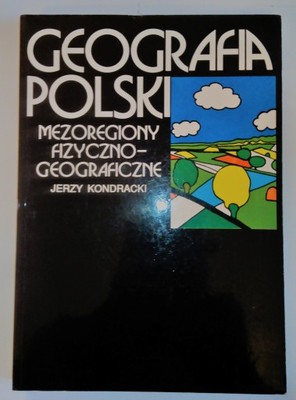 GEOGRAFIA
POLSKI
MEZOREGIONY
FIZYCZNO-
GEOGRAFICZNE
JERZY KONDRACKI